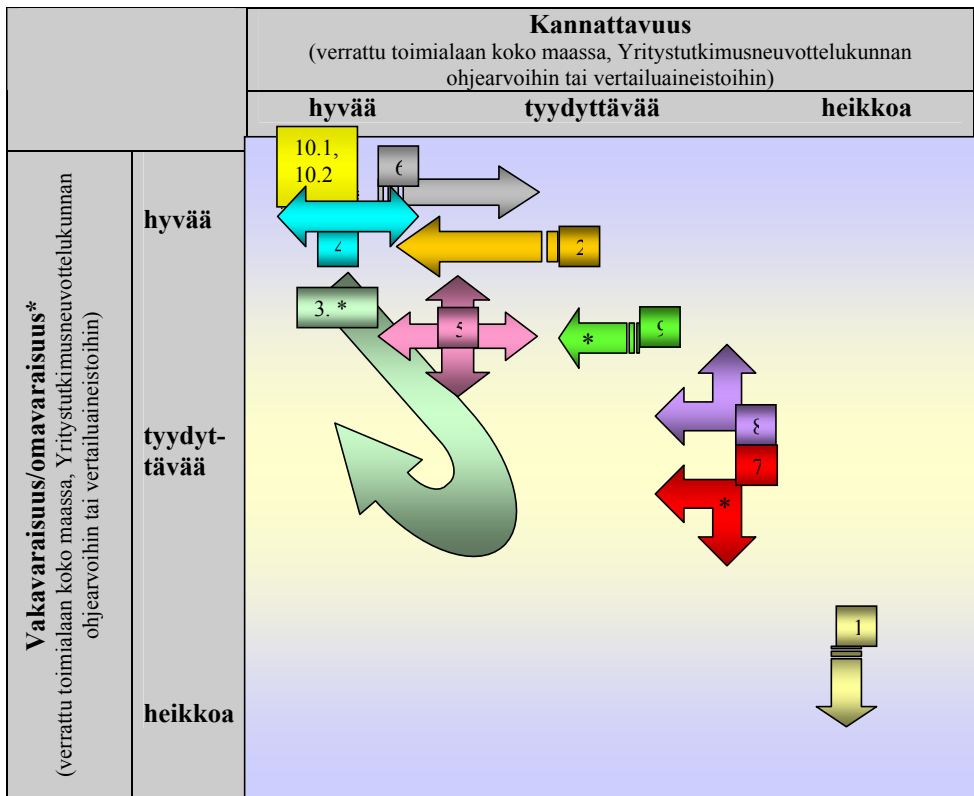 Kannattavuus
(verrattu toimialaan koko maassa, Yritystutkimusneuvottelukunnan
ohjearvoihin tai vertailuaineistoihin)
hyvää tyydyttävää heikkoa
Vakavaraisuus/omavaraisuus*
(verrattu toimialaan koko maassa, Yritystutkimusneuvottelukunnan
ohjearvoihin tai vertailuaineistoihin)
hyvää
tyydyt-
tävää
heikkoa
10.1,
10.2
6
4
2
3. *
5
* 9
8
7
*
1